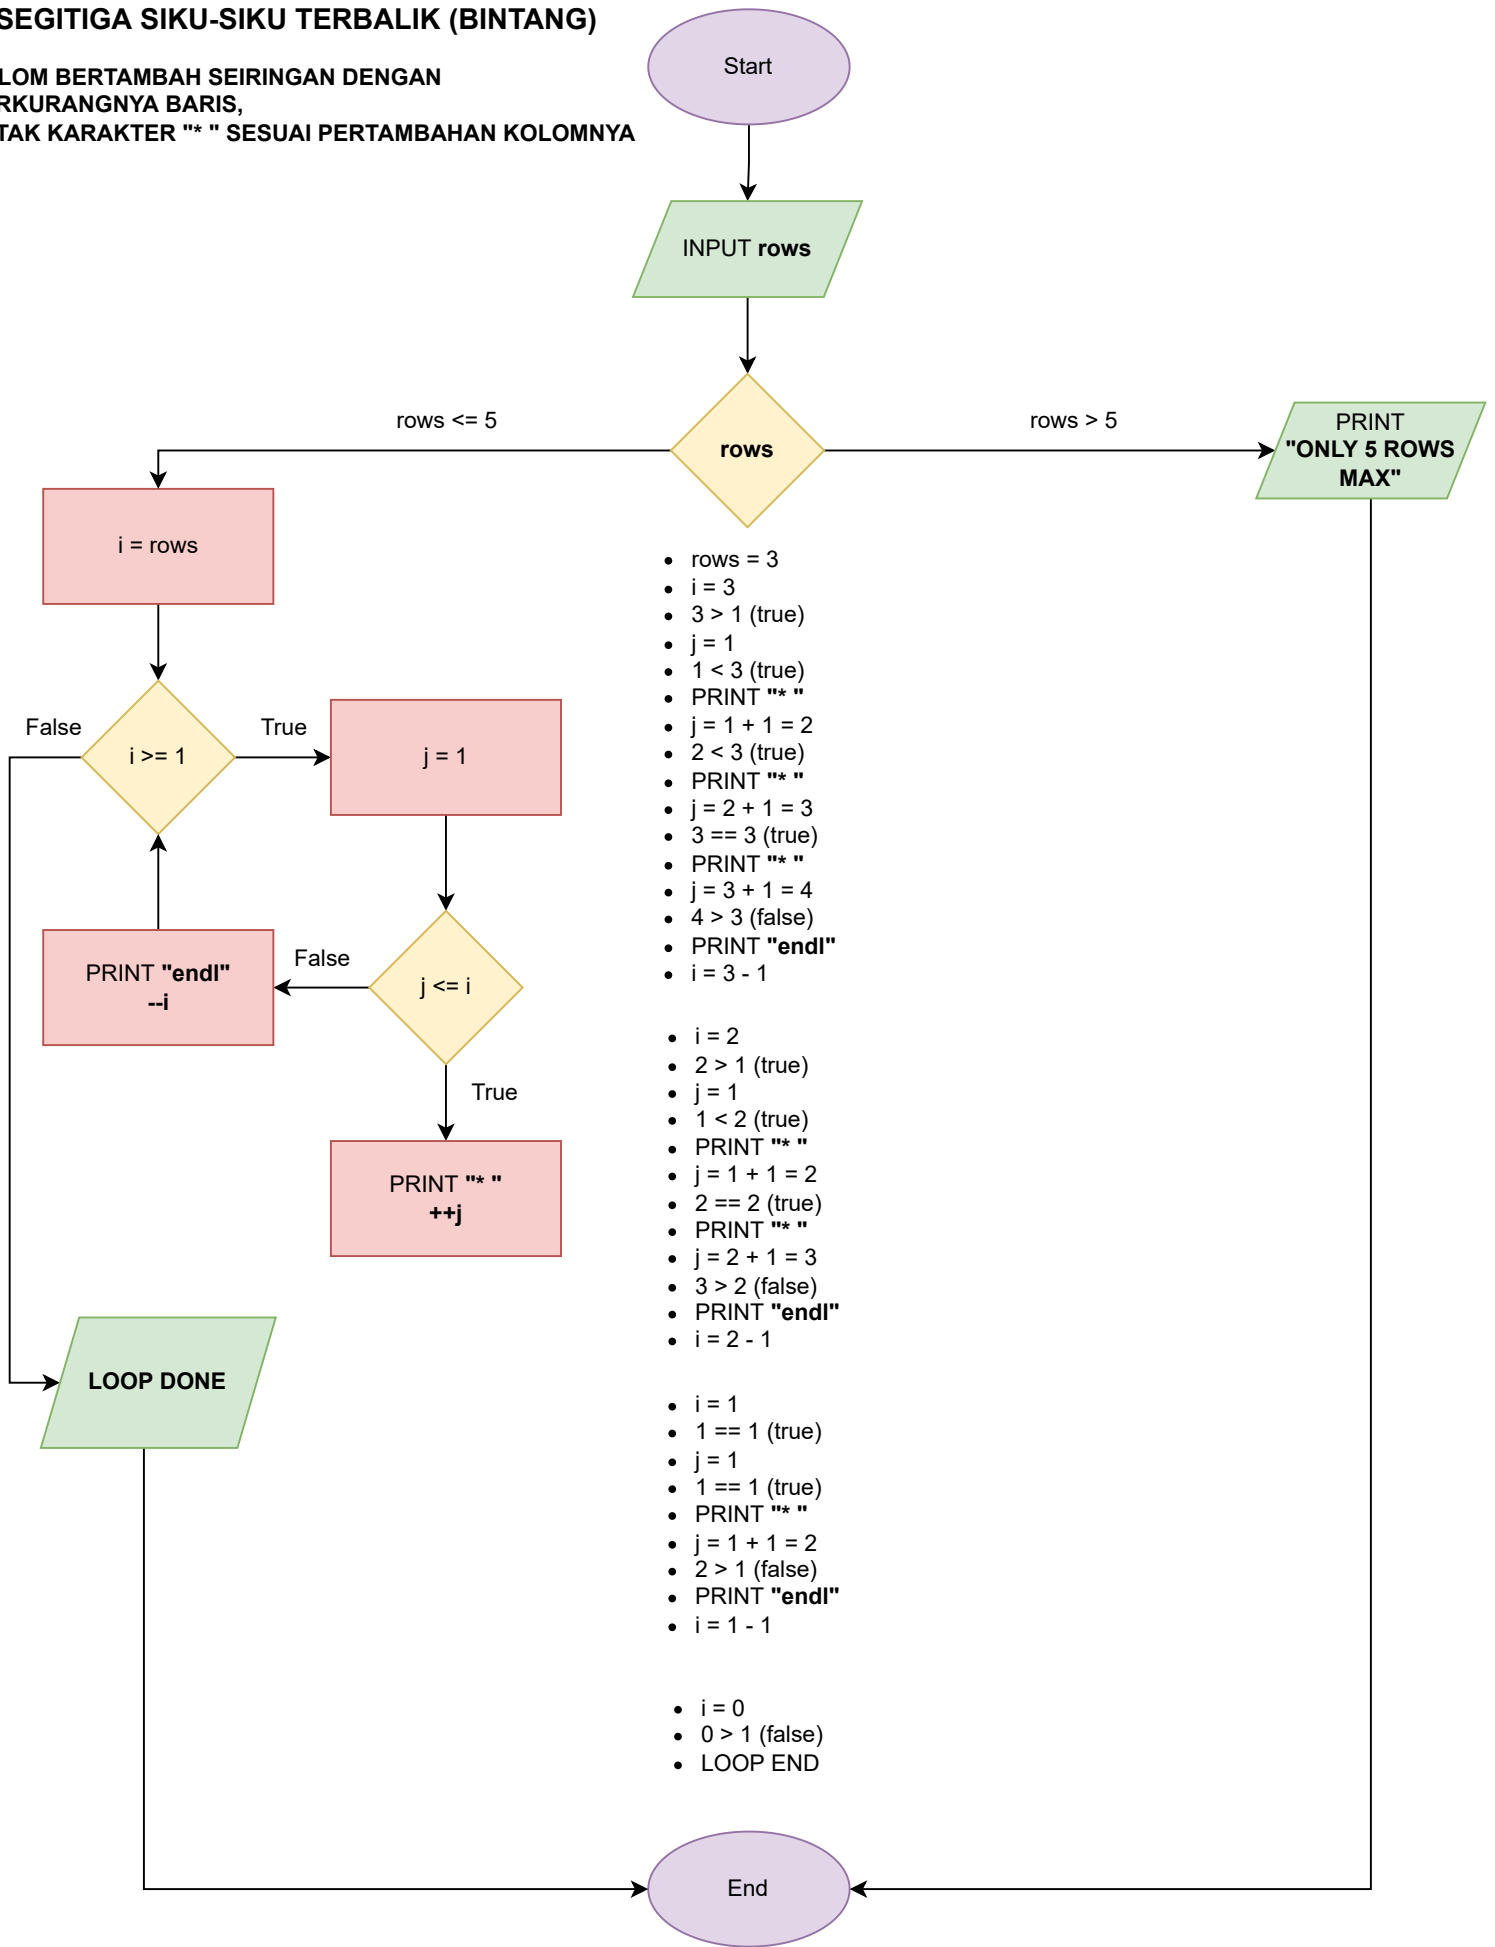 SEGITIGA SIKU-SIKU TERBALIK (BINTANG)
LOM BERTAMBAH SEIRINGAN DENGAN
RKURANGNYA BARIS,
TAK KARAKTER "* " SESUAI PERTAMBAHAN KOLOMNYA
Start
INPUT rows
rows <= 5
rows
rows > 5
PRINT
"ONLY 5 ROWS
MAX"
i = rows
False
i >= 1
True
j = 1
PRINT "endl"
--i
False
j <= i
True
PRINT "* "
++j
LOOP DONE
• rows = 3
• i = 3
• 3 > 1 (true)
• j = 1
• 1 < 3 (true)
• PRINT "* "
• j = 1 + 1 = 2
• 2 < 3 (true)
• PRINT "* "
• j = 2 + 1 = 3
• 3 == 3 (true)
• PRINT "* "
• j = 3 + 1 = 4
• 4 > 3 (false)
• PRINT "endl"
• i = 3 - 1
• i = 2
• 2 > 1 (true)
• j = 1
• 1 < 2 (true)
• PRINT "* "
• j = 1 + 1 = 2
• 2 == 2 (true)
• PRINT "* "
• j = 2 + 1 = 3
• 3 > 2 (false)
• PRINT "endl"
• i = 2 - 1
• i = 1
• 1 == 1 (true)
• j = 1
• 1 == 1 (true)
• PRINT "* "
• j = 1 + 1 = 2
• 2 > 1 (false)
• PRINT "endl"
• i = 1 - 1
• i = 0
• 0 > 1 (false)
• LOOP END
End